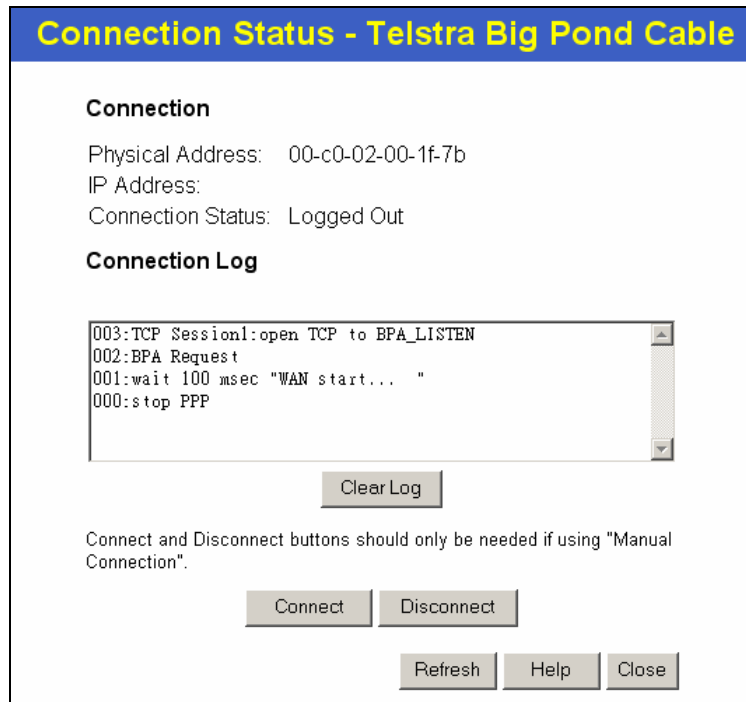 Connection Status - Telstra Big Pond Cable
Connection
Physical Address: 00-c0-02-00-1f-7b
IP Address:
Connection Status: Logged Out
Connection Log
003:TCP Session1:open TCP to BPA_LISTEN
002:BPA Request
001:wait 100 msec "WAN start...  "
000:stop PPP
Clear Log
Connect and Disconnect buttons should only be needed if using "Manual
Connection".
Connect Disconnect
Refresh Help Close